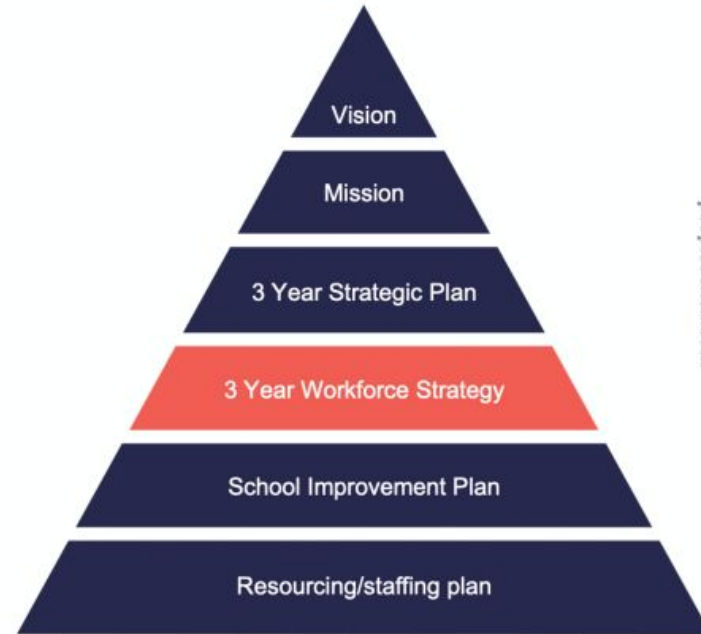 Vision
Mission
3 Year Strategic Plan
3 Year Workforce Strategy
School Improvement Plan
Resourcing/staffing plan